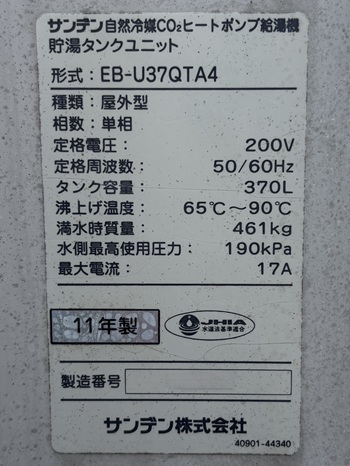 サンデン自然冷媒CO₂ヒートポンプ給湯機
貯湯タンクユニット
形式：EB-U37QTA4
種類：屋外型
相数：単相
定格電圧： 200V
定格周波数： 50/60Hz
タンク容量： 370L
沸上げ温度： 65℃～90℃
満水時質量： 461kg
水側最高使用圧力： 190kPa
最大電流： 17A
11年製
JHIA
水道法基準適合
製造番号
サンデン株式会社
40901-44340